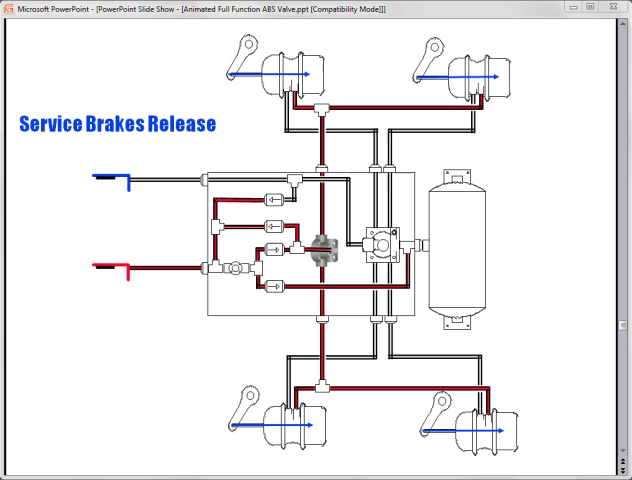 Microsoft PowerPoint - [PowerPoint Slide Show - [Animated Full Function ABS Valve.ppt [Compatibility Mode]]]
Service Brakes Release